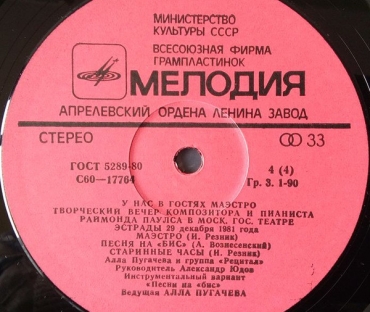 МИНИСТЕРСТВО
КУЛЬТУРЫ СССР
ВСЕСОЮЗНАЯ ФИРМА
ГРАМПЛАСТИНОК
МЕЛОДИЯ
АПРЕЛЕВСКИЙ ОРДЕНА ЛЕНИНА ЗАВОД
СТЕРЕО 33
ГОСТ 5289-80 4 (4)
С60—17764 Гр. 3. 1-90
У НАС В ГОСТЯХ МАЭСТРО
ТВОРЧЕСКИЙ ВЕЧЕР КОМПОЗИТОРА И ПИАНИСТА
РАЙМОНДА ПАУЛСА В МОСК. ГОС. ТЕАТРЕ
ЭСТРАДЫ 29 декабря 1981 года
МАЭСТРО (И. Резник)
ПЕСНЯ НА «БИС» (А. Вознесенский)
СТАРИННЫЕ ЧАСЫ (И. Резник)
Алла Пугачева и группа «Рецитал»
Руководитель Александр Юдов
Инструментальный вариант
«Песни на «бис»
Ведущая АЛЛА ПУГАЧЕВА